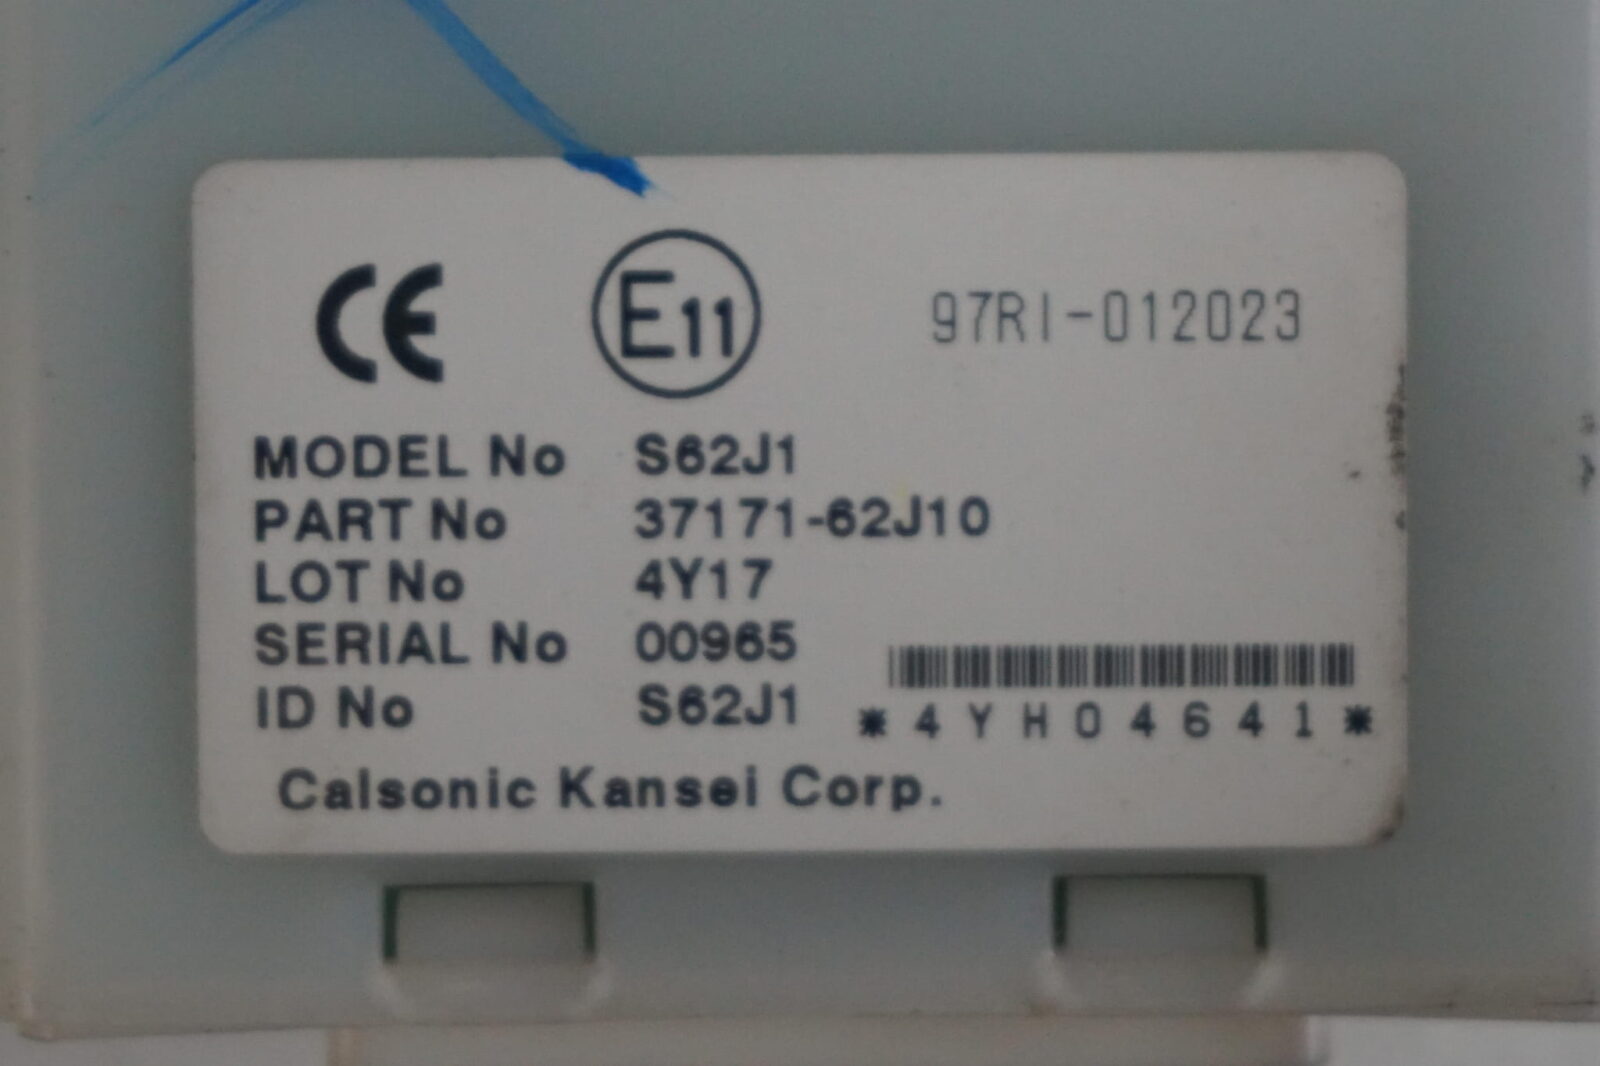 CE E11 97RI-012023
MODEL No S62J1
PART No 37171-62J10
LOT No 4Y17
SERIAL No 00965
ID No S62J1
*4YH04641*
Calsonic Kansei Corp.